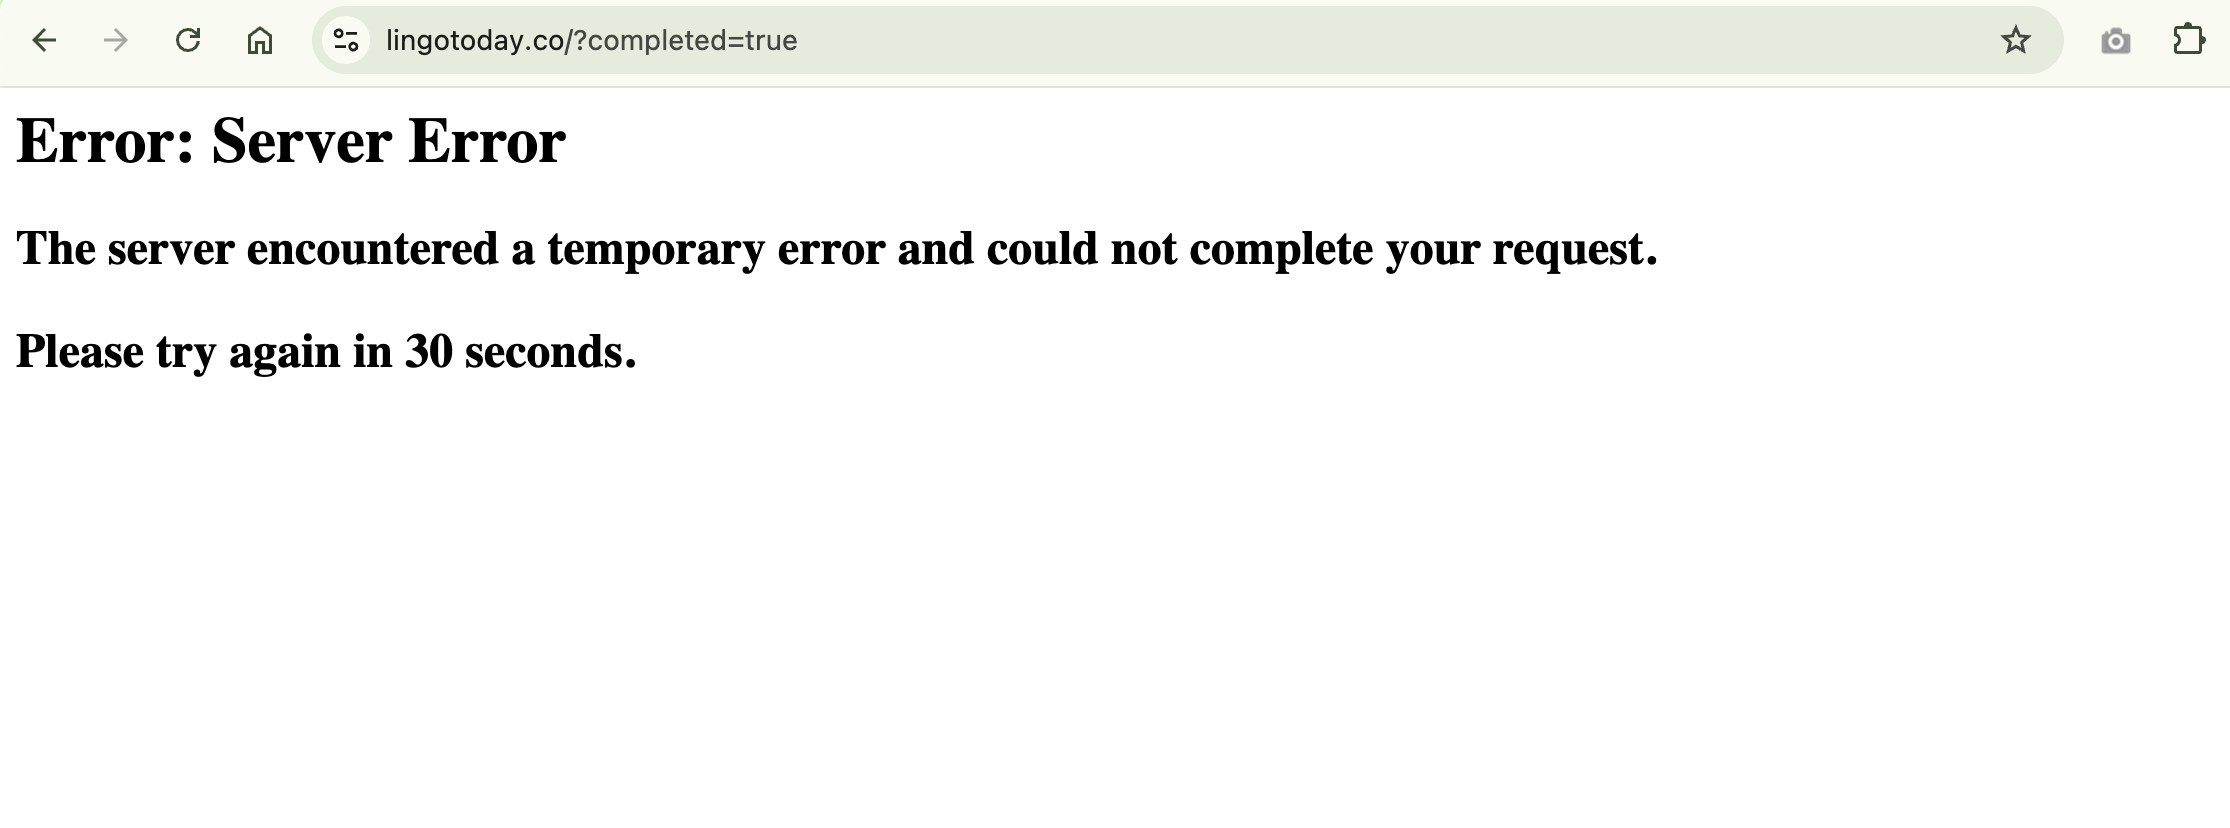 lingotoday.co/?completed=true
Error: Server Error
The server encountered a temporary error and could not complete your request.
Please try again in 30 seconds.